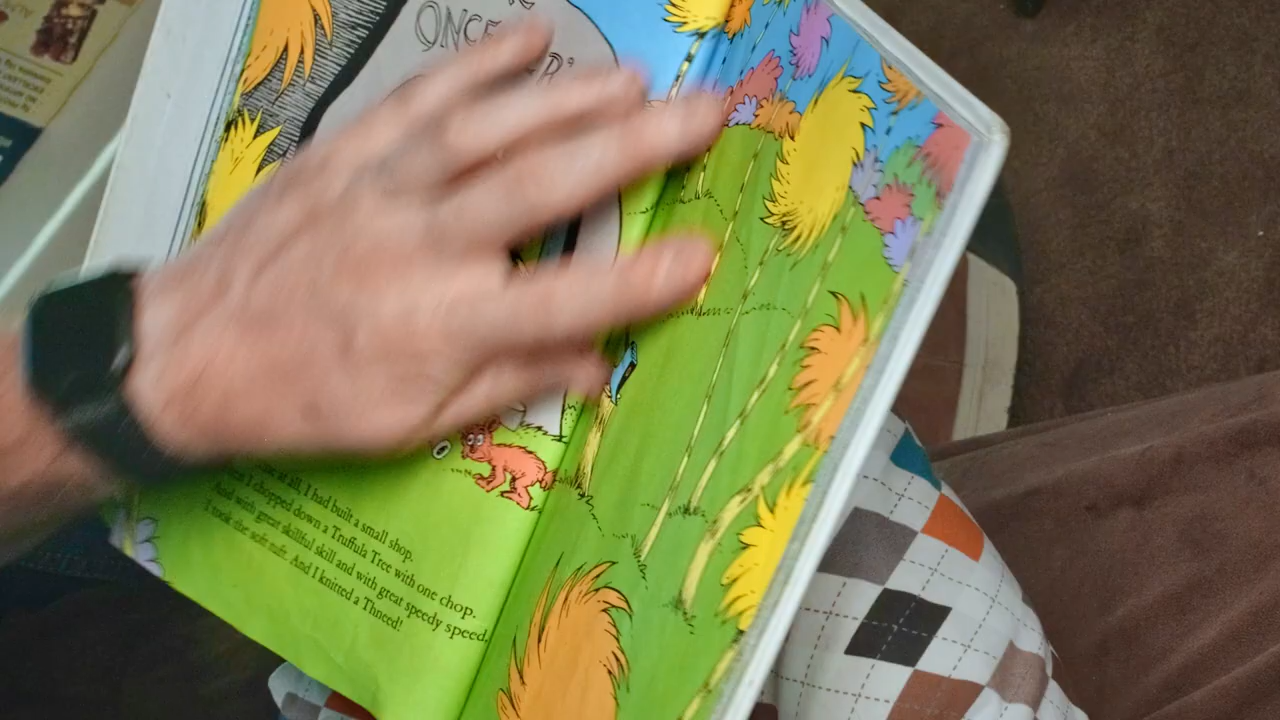 ONCE
at all, I had built a small shop.
I chopped down a Truffula Tree with one chop.
And with great skillful skill and with great speedy speed,
I took the soft tuft. And I knitted a Thneed!